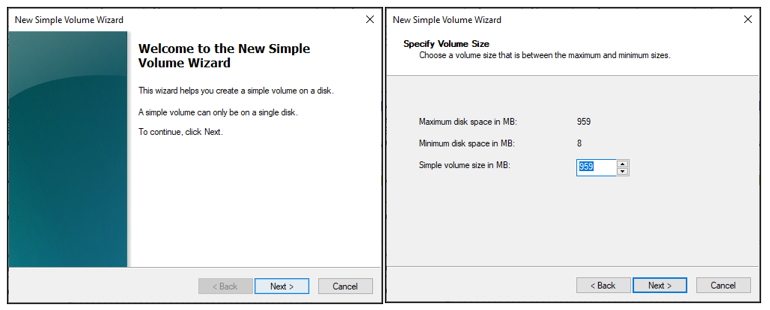 New Simple Volume Wizard
Welcome to the New Simple
Volume Wizard
This wizard helps you create a simple volume on a disk.
A simple volume can only be on a single disk.
To continue, click Next.
< Back
Next >
Cancel
New Simple Volume Wizard
Specify Volume Size
Choose a volume size that is between the maximum and minimum sizes.
Maximum disk space in MB: 959
Minimum disk space in MB: 8
Simple volume size in MB: 959
< Back
Next >
Cancel